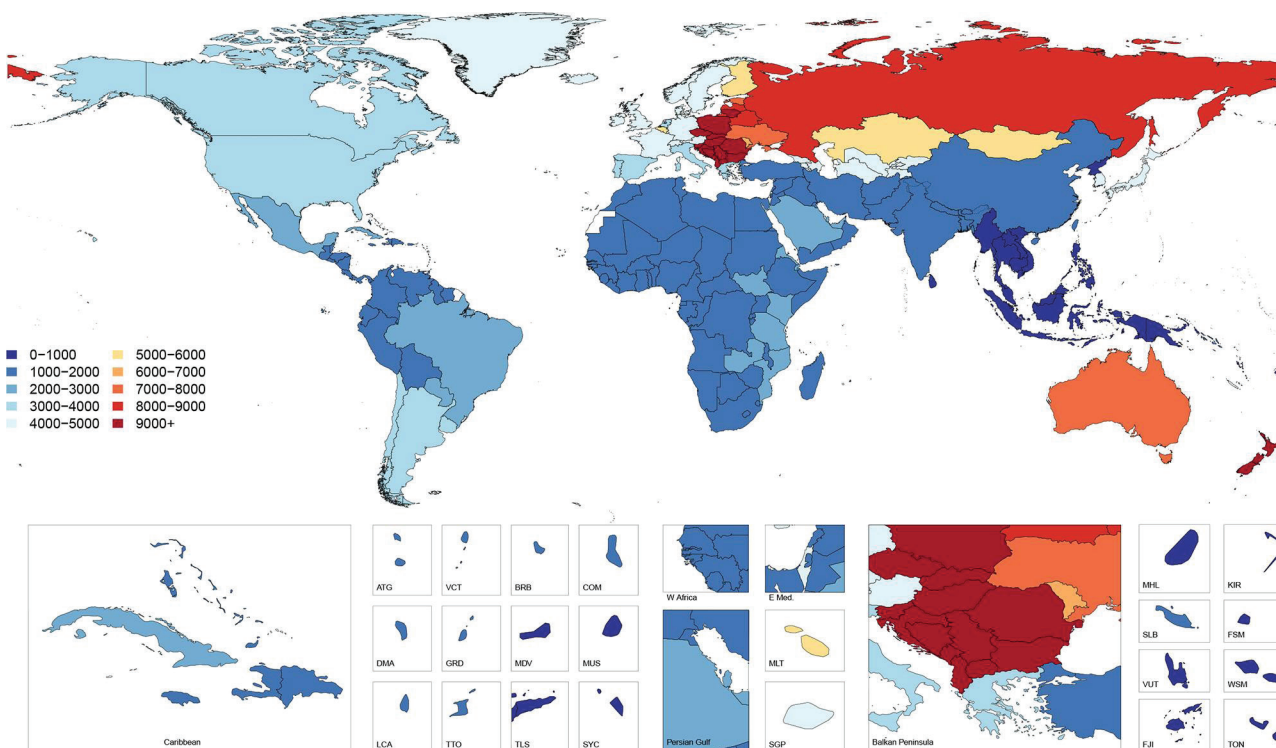 0−1000
1000−2000
2000−3000
3000−4000
4000−5000
5000−6000
6000−7000
7000−8000
8000−9000
9000+
Caribbean
ATG
VCT
BRB
COM
DMA
GRD
MDV
MUS
LCA
TTO
TLS
SYC
W Africa
E Med.
Persian Gulf
MLT
SGP
Balkan Peninsula
MHL
KIR
SLB
FSM
VUT
WSM
FJI
TON